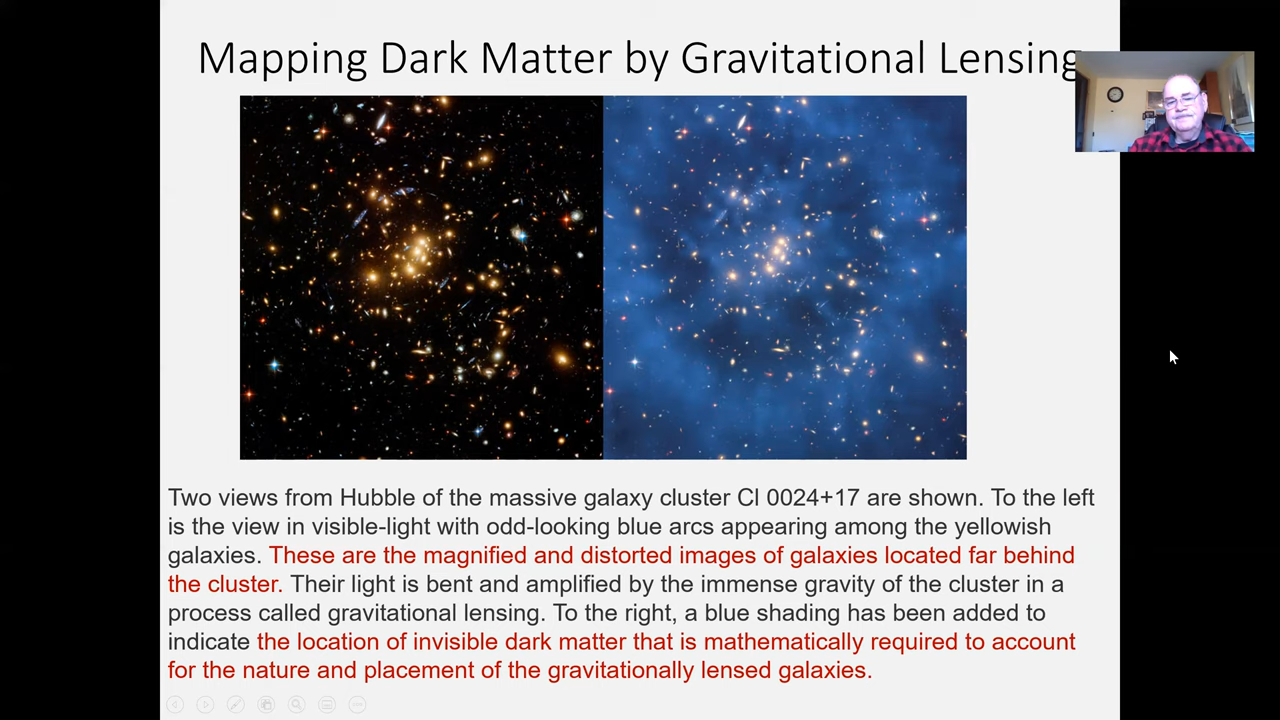 Mapping Dark Matter by Gravitational Lensing
Two views from Hubble of the massive galaxy cluster Cl 0024+17 are shown. To the left
is the view in visible-light with odd-looking blue arcs appearing among the yellowish
galaxies. These are the magnified and distorted images of galaxies located far behind
the cluster. Their light is bent and amplified by the immense gravity of the cluster in a
process called gravitational lensing. To the right, a blue shading has been added to
indicate the location of invisible dark matter that is mathematically required to account
for the nature and placement of the gravitationally lensed galaxies.